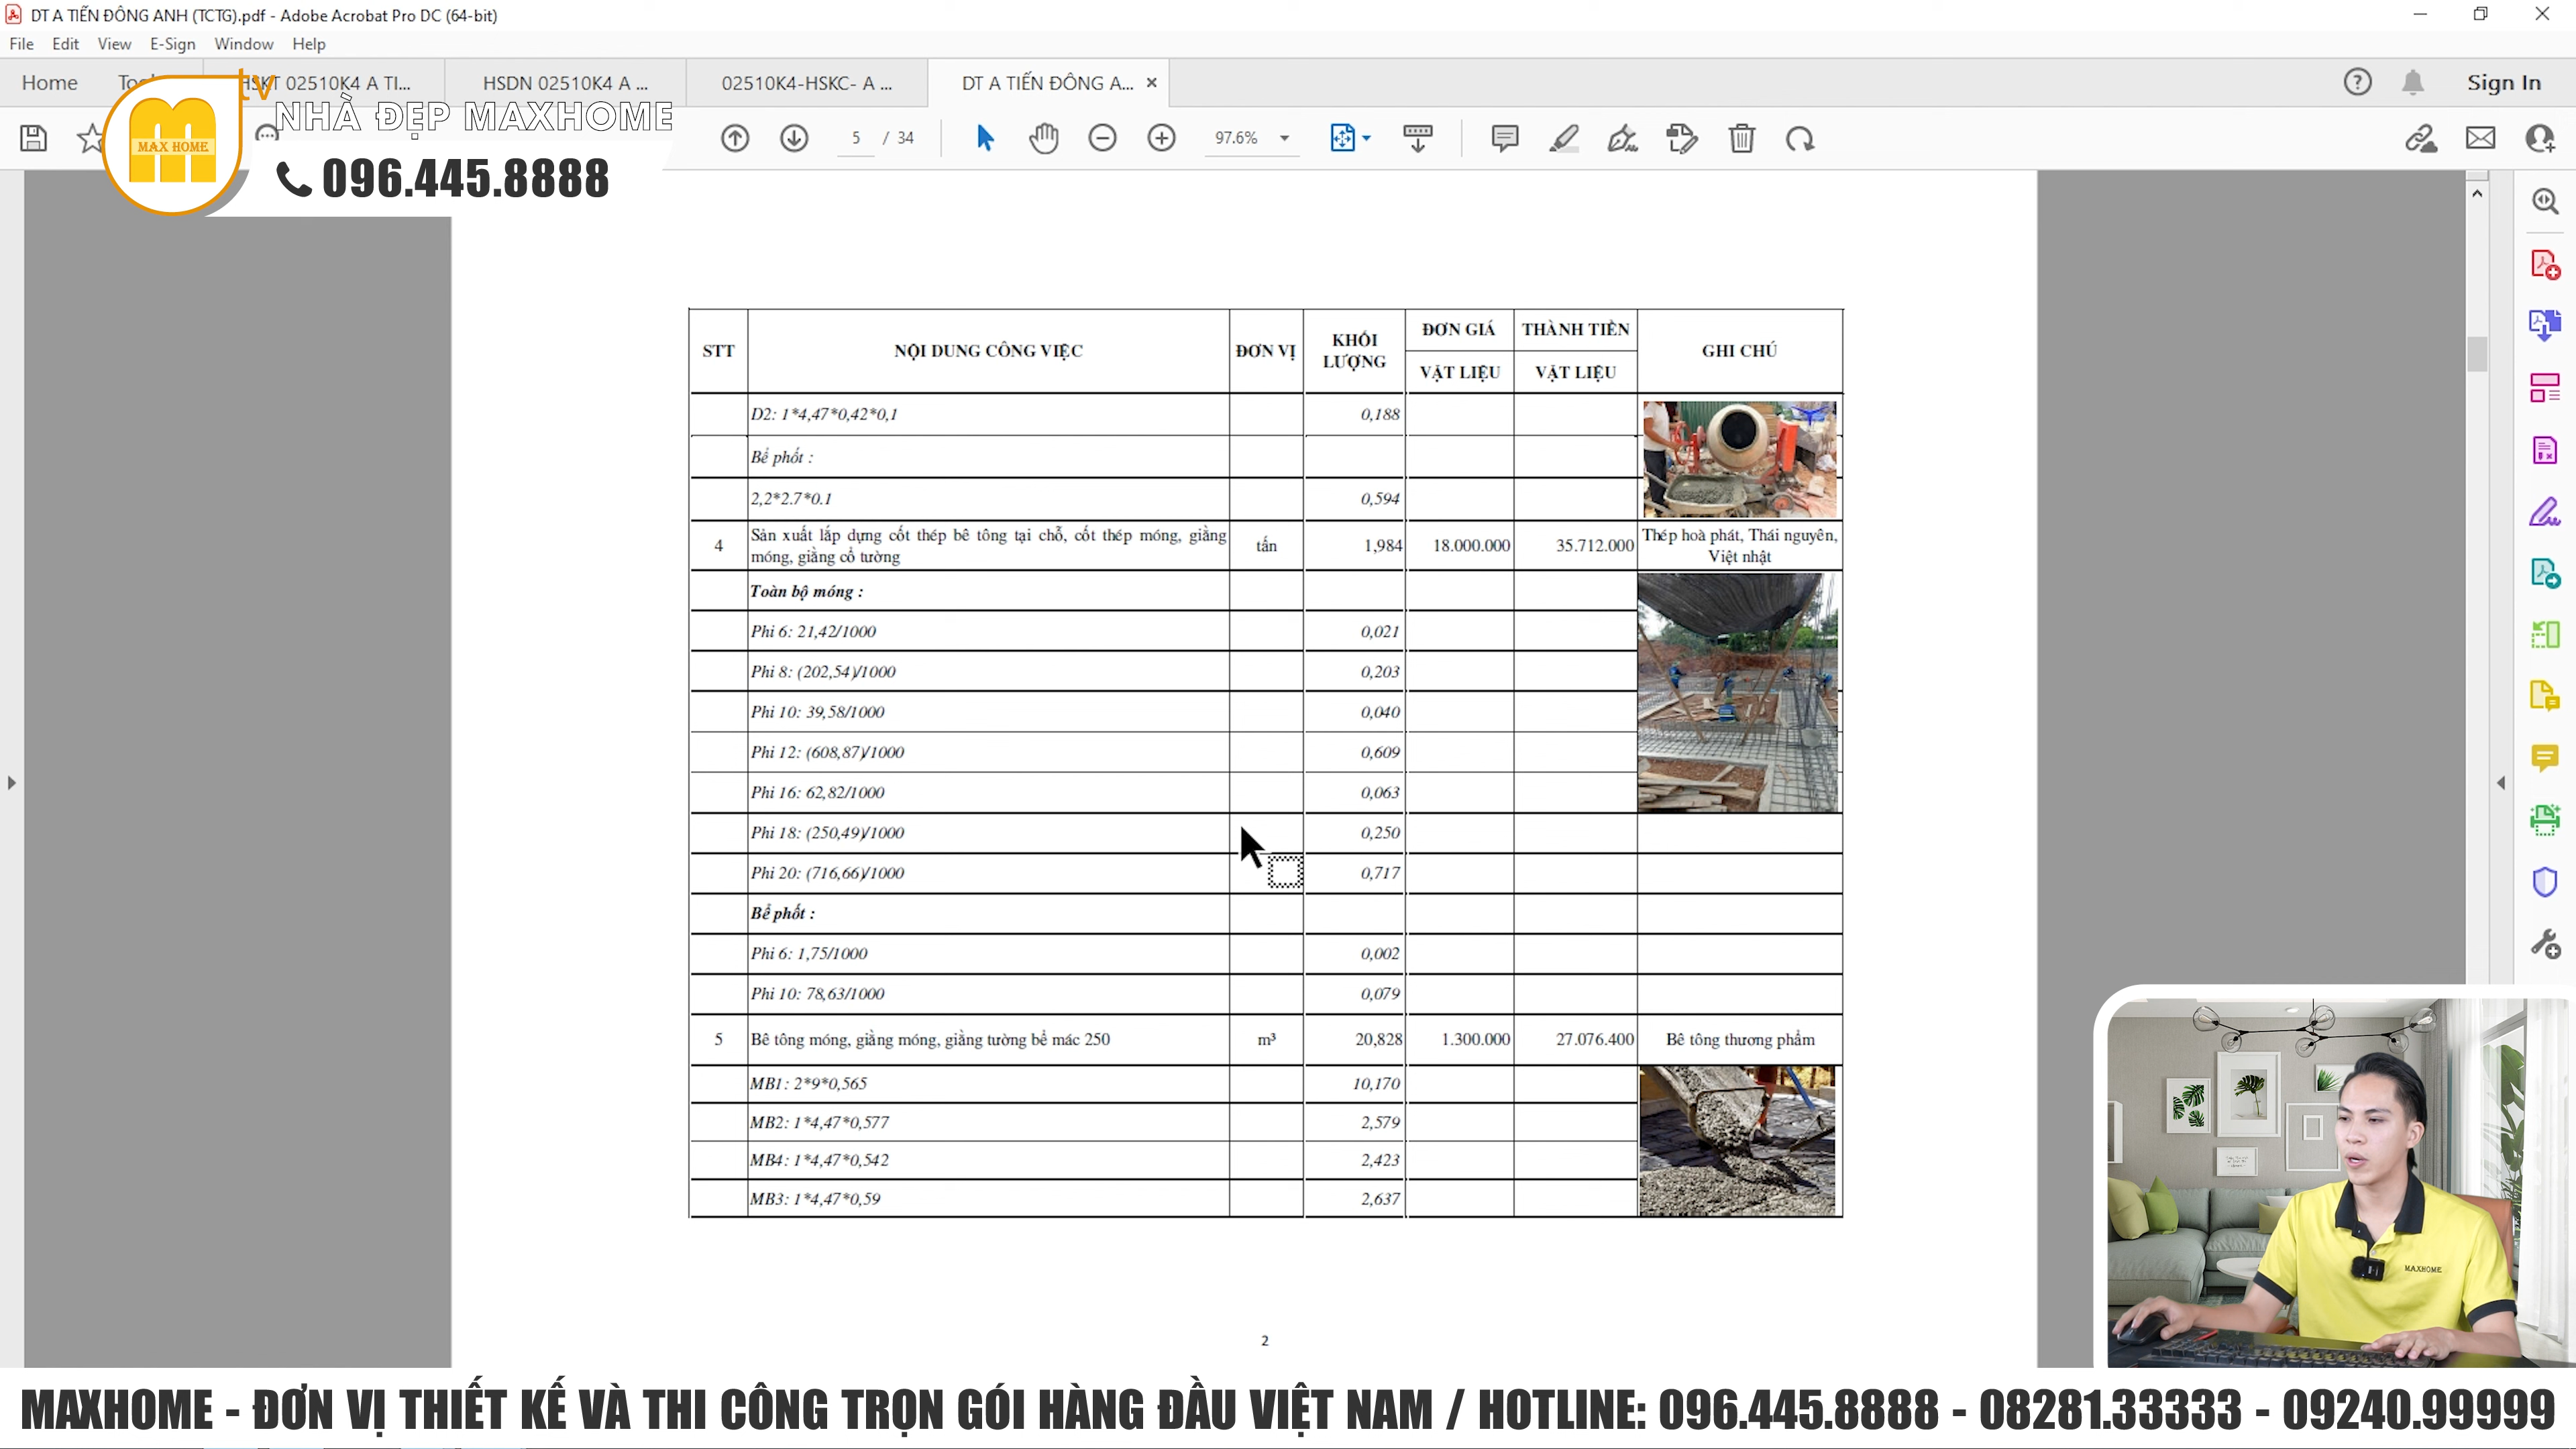 DT A TIẾN ĐÔNG ANH (TCTG).pdf - Adobe Acrobat Pro DC (64-bit)
File Edit View E-Sign Window Help
Home HSKT 02510K4 A TI... HSDN 02510K4 A ... 02510K4-HSKC- A ... DT A TIẾN ĐÔNG A... Sign In
tv
NHÀ ĐẸP MAXHOME
MAX HOME
096.445.8888
5 / 34 97.6%
STT NỘI DUNG CÔNG VIỆC ĐƠN VỊ KHỐI LƯỢNG ĐƠN GIÁ THÀNH TIỀN GHI CHÚ
VẬT LIỆU VẬT LIỆU
D2: 1*4,47*0,42*0,1 0,188
Bể phốt :
2,2*2.7*0.1 0,594
4 Sản xuất lắp dựng cốt thép bê tông tại chỗ, cốt thép móng, giằng móng, giằng cổ tường tấn 1,984 18.000.000 35.712.000 Thép hoà phát, Thái nguyên, Việt nhật
Toàn bộ móng :
Phi 6: 21,42/1000 0,021
Phi 8: (202,54)/1000 0,203
Phi 10: 39,58/1000 0,040
Phi 12: (608,87)/1000 0,609
Phi 16: 62,82/1000 0,063
Phi 18: (250,49)/1000 0,250
Phi 20: (716,66)/1000 0,717
Bể phốt :
Phi 6: 1,75/1000 0,002
Phi 10: 78,63/1000 0,079
5 Bê tông móng, giằng móng, giằng tường bể mác 250 m³ 20,828 1.300.000 27.076.400 Bê tông thương phẩm
MB1: 2*9*0,565 10,170
MB2: 1*4,47*0,577 2,579
MB4: 1*4,47*0,542 2,423
MB3: 1*4,47*0,59 2,637
2
MAXHOME
MAXHOME - ĐƠN VỊ THIẾT KẾ VÀ THI CÔNG TRỌN GÓI HÀNG ĐẦU VIỆT NAM / HOTLINE: 096.445.8888 - 08281.33333 - 09240.99999